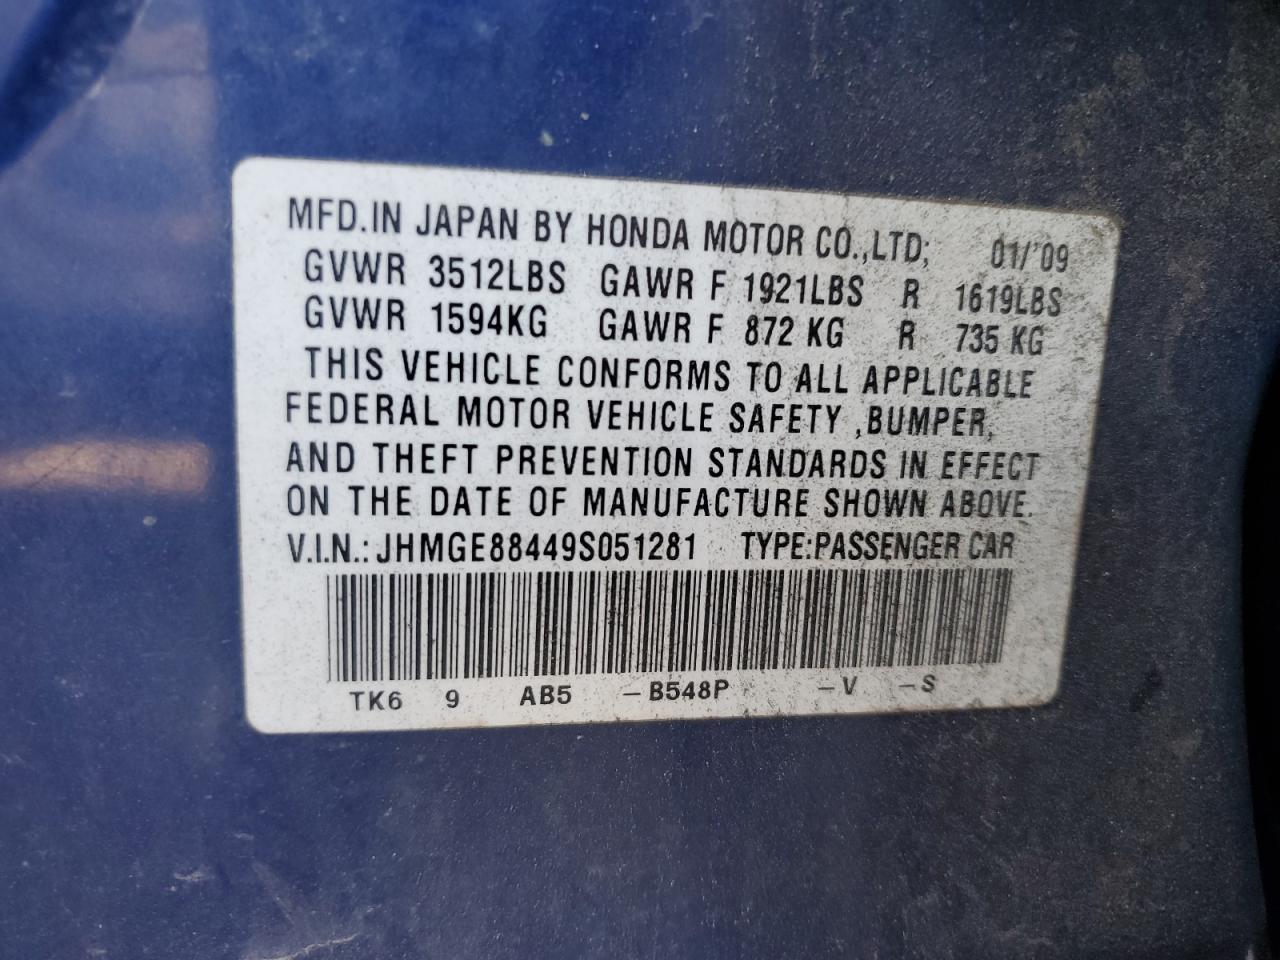 MFD.IN JAPAN BY HONDA MOTOR CO.,LTD; 01/'09
GVWR 3512LBS GAWR F 1921LBS R 1619LBS
GVWR 1594KG GAWR F 872 KG R 735 KG
THIS VEHICLE CONFORMS TO ALL APPLICABLE
FEDERAL MOTOR VEHICLE SAFETY ,BUMPER,
AND THEFT PREVENTION STANDARDS IN EFFECT
ON THE DATE OF MANUFACTURE SHOWN ABOVE.
V.I.N.: JHMGE88449S051281 TYPE:PASSENGER CAR
TK6 9 AB5 -B548P -V -S